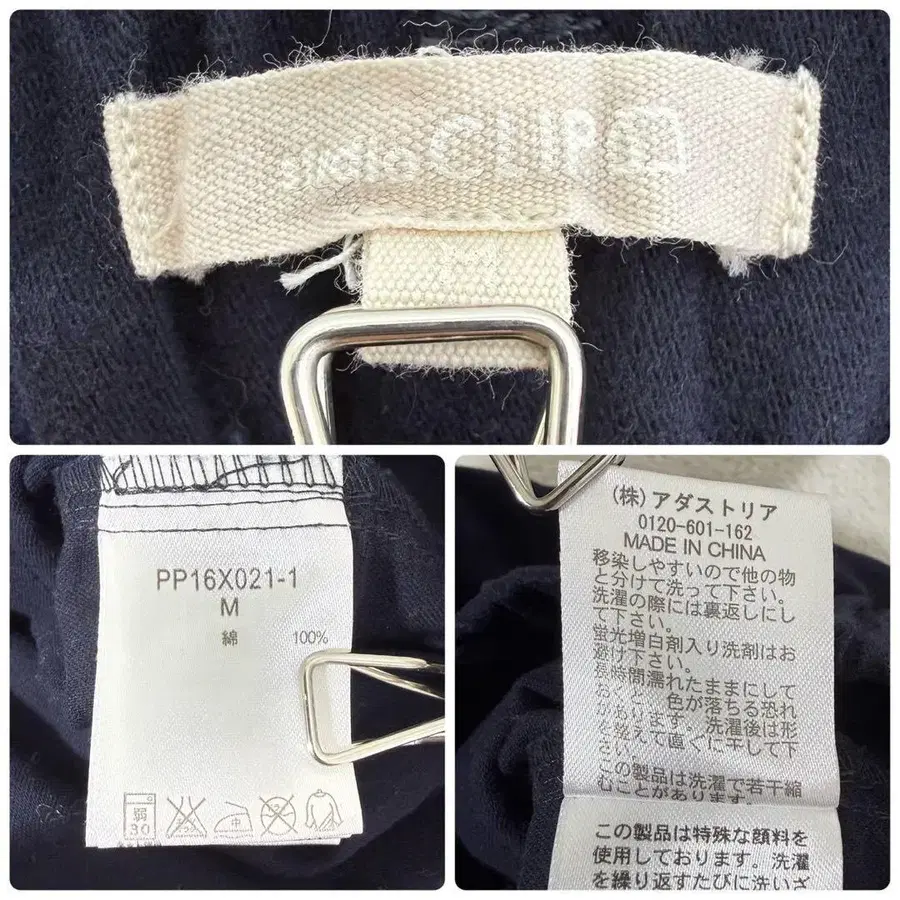 studio CLIP
PP16X021-1
M
綿 100%
弱
30
エンソ
中
ドライ
(株)アダストリア
0120-601-162
MADE IN CHINA
移染しやすいので他の物
と分けて洗って下さい。
洗濯の際には裏返しにし
て下さい。
蛍光増白剤入り洗剤はお
避け下さい。
長時間濡れたままにして
おくと、色が落ちる恐れ
があります。洗濯後は形
を整えて直ぐに干して下
さい。
この製品は洗濯で若干縮
むことがあります。
この製品は特殊な顔料を
使用しております。洗濯
を繰り返すたびに洗いざ